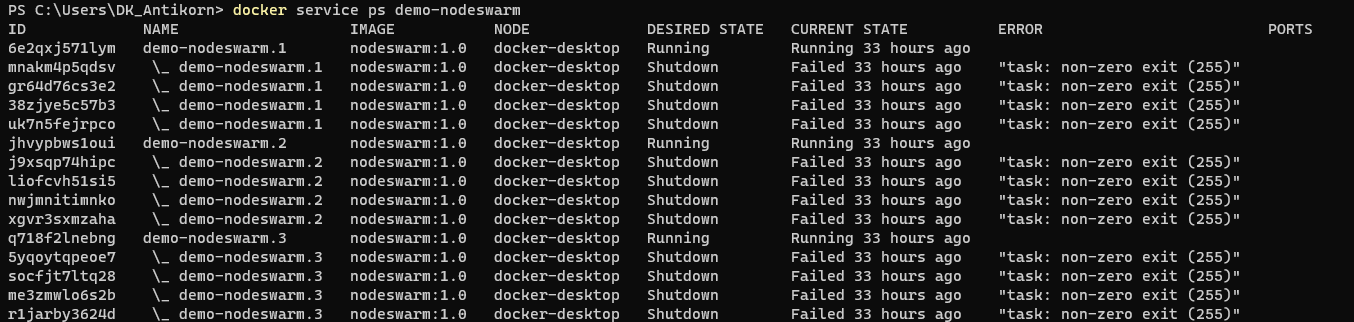 PS C:\Users\DK_Antikorn> docker service ps demo-nodeswarm
ID NAME IMAGE NODE DESIRED STATE CURRENT STATE ERROR PORTS
6e2qxj571lym demo-nodeswarm.1 nodeswarm:1.0 docker-desktop Running Running 33 hours ago
mnakm4p5qdsv \_ demo-nodeswarm.1 nodeswarm:1.0 docker-desktop Shutdown Failed 33 hours ago "task: non-zero exit (255)"
gr64d76cs3e2 \_ demo-nodeswarm.1 nodeswarm:1.0 docker-desktop Shutdown Failed 33 hours ago "task: non-zero exit (255)"
38zjye5c57b3 \_ demo-nodeswarm.1 nodeswarm:1.0 docker-desktop Shutdown Failed 33 hours ago "task: non-zero exit (255)"
uk7n5fejrpco \_ demo-nodeswarm.1 nodeswarm:1.0 docker-desktop Shutdown Failed 33 hours ago "task: non-zero exit (255)"
jhvypbws1oui demo-nodeswarm.2 nodeswarm:1.0 docker-desktop Running Running 33 hours ago
j9xsqp74hipc \_ demo-nodeswarm.2 nodeswarm:1.0 docker-desktop Shutdown Failed 33 hours ago "task: non-zero exit (255)"
liofcvh51si5 \_ demo-nodeswarm.2 nodeswarm:1.0 docker-desktop Shutdown Failed 33 hours ago "task: non-zero exit (255)"
nwjmnitimnko \_ demo-nodeswarm.2 nodeswarm:1.0 docker-desktop Shutdown Failed 33 hours ago "task: non-zero exit (255)"
xgvr3sxmzaha \_ demo-nodeswarm.2 nodeswarm:1.0 docker-desktop Shutdown Failed 33 hours ago "task: non-zero exit (255)"
q718f2lnebng demo-nodeswarm.3 nodeswarm:1.0 docker-desktop Running Running 33 hours ago
5yqoytqpeoe7 \_ demo-nodeswarm.3 nodeswarm:1.0 docker-desktop Shutdown Failed 33 hours ago "task: non-zero exit (255)"
socfjt7ltq28 \_ demo-nodeswarm.3 nodeswarm:1.0 docker-desktop Shutdown Failed 33 hours ago "task: non-zero exit (255)"
me3zmwlo6s2b \_ demo-nodeswarm.3 nodeswarm:1.0 docker-desktop Shutdown Failed 33 hours ago "task: non-zero exit (255)"
r1jarby3624d \_ demo-nodeswarm.3 nodeswarm:1.0 docker-desktop Shutdown Failed 33 hours ago "task: non-zero exit (255)"